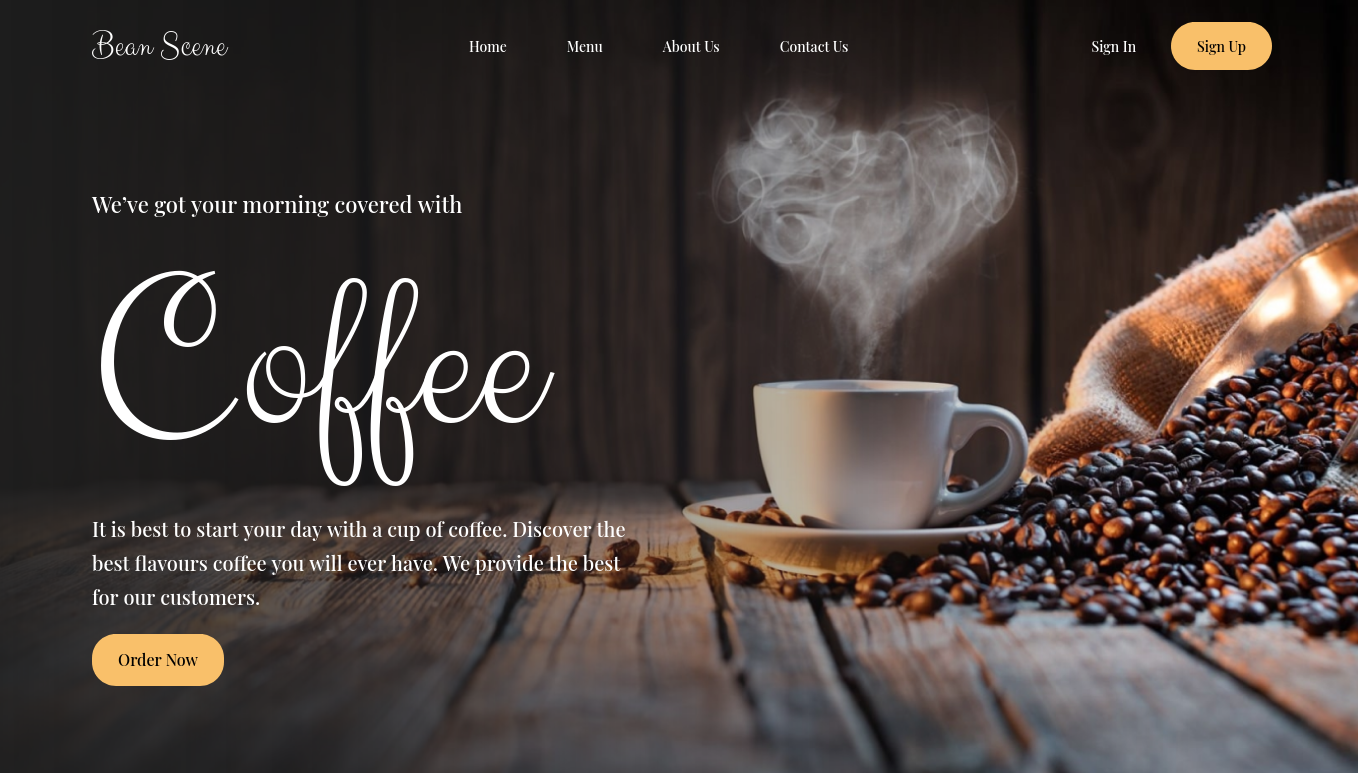 Bean Scene
Home
Menu
About Us
Contact Us
Sign In
Sign Up
We’ve got your morning covered with
Coffee
It is best to start your day with a cup of coffee. Discover the
best flavours coffee you will ever have. We provide the best
for our customers.
Order Now